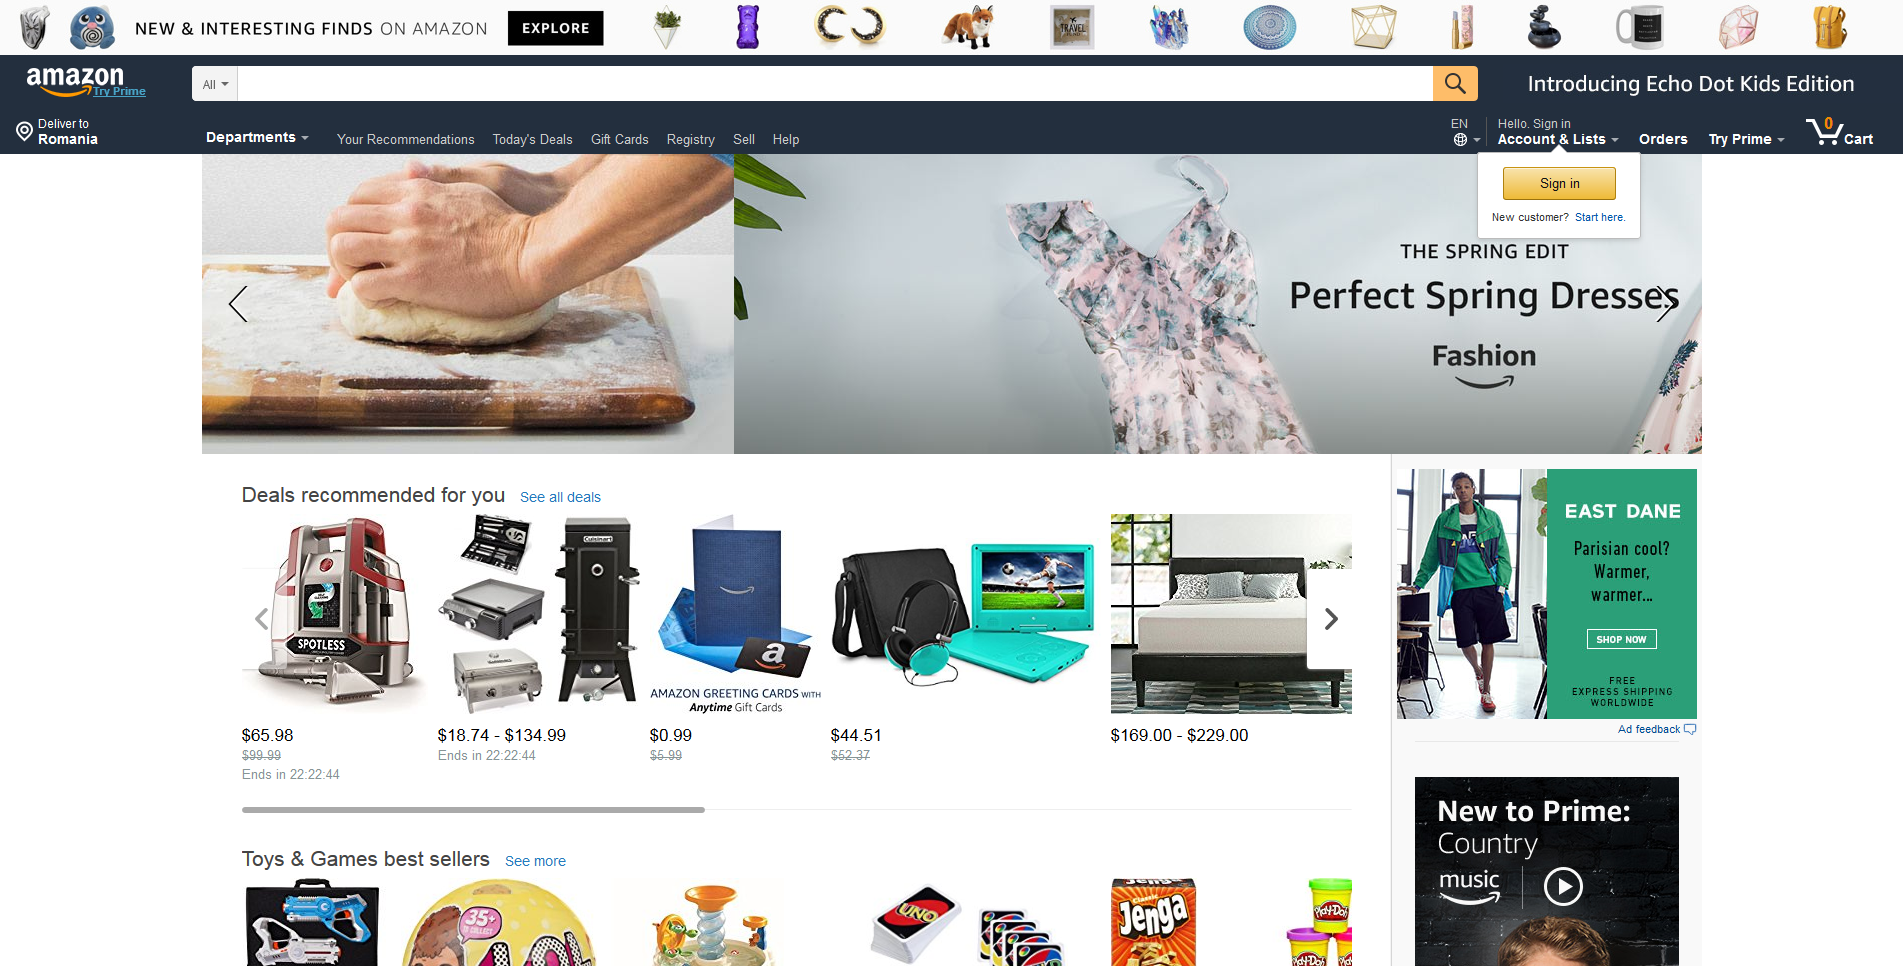 NEW & INTERESTING FINDS ON AMAZON
EXPLORE
TRAVEL
amazon
Try Prime
All
Introducing Echo Dot Kids Edition
Deliver to
Romania
Departments
Your Recommendations
Today's Deals
Gift Cards
Registry
Sell
Help
EN
Hello. Sign in
Account & Lists
Orders
Try Prime
0
Cart
Sign in
New customer? Start here.
THE SPRING EDIT
Perfect Spring Dresses
Fashion
Deals recommended for you
See all deals
SPOTLESS
Cuisinart
a
AMAZON GREETING CARDS WITH
Anytime Gift Cards
$65.98
$99.99
Ends in 22:22:44
$18.74 - $134.99
Ends in 22:22:44
$0.99
$5.99
$44.51
$52.37
$169.00 - $229.00
EAST DANE
Parisian cool?
Warmer,
warmer...
SHOP NOW
FREE
EXPRESS SHIPPING
WORLDWIDE
Ad feedback
New to Prime:
Country
music
Toys & Games best sellers
See more
35+
UNO
Jenga
Play-Doh
Play-Doh
Play-Doh